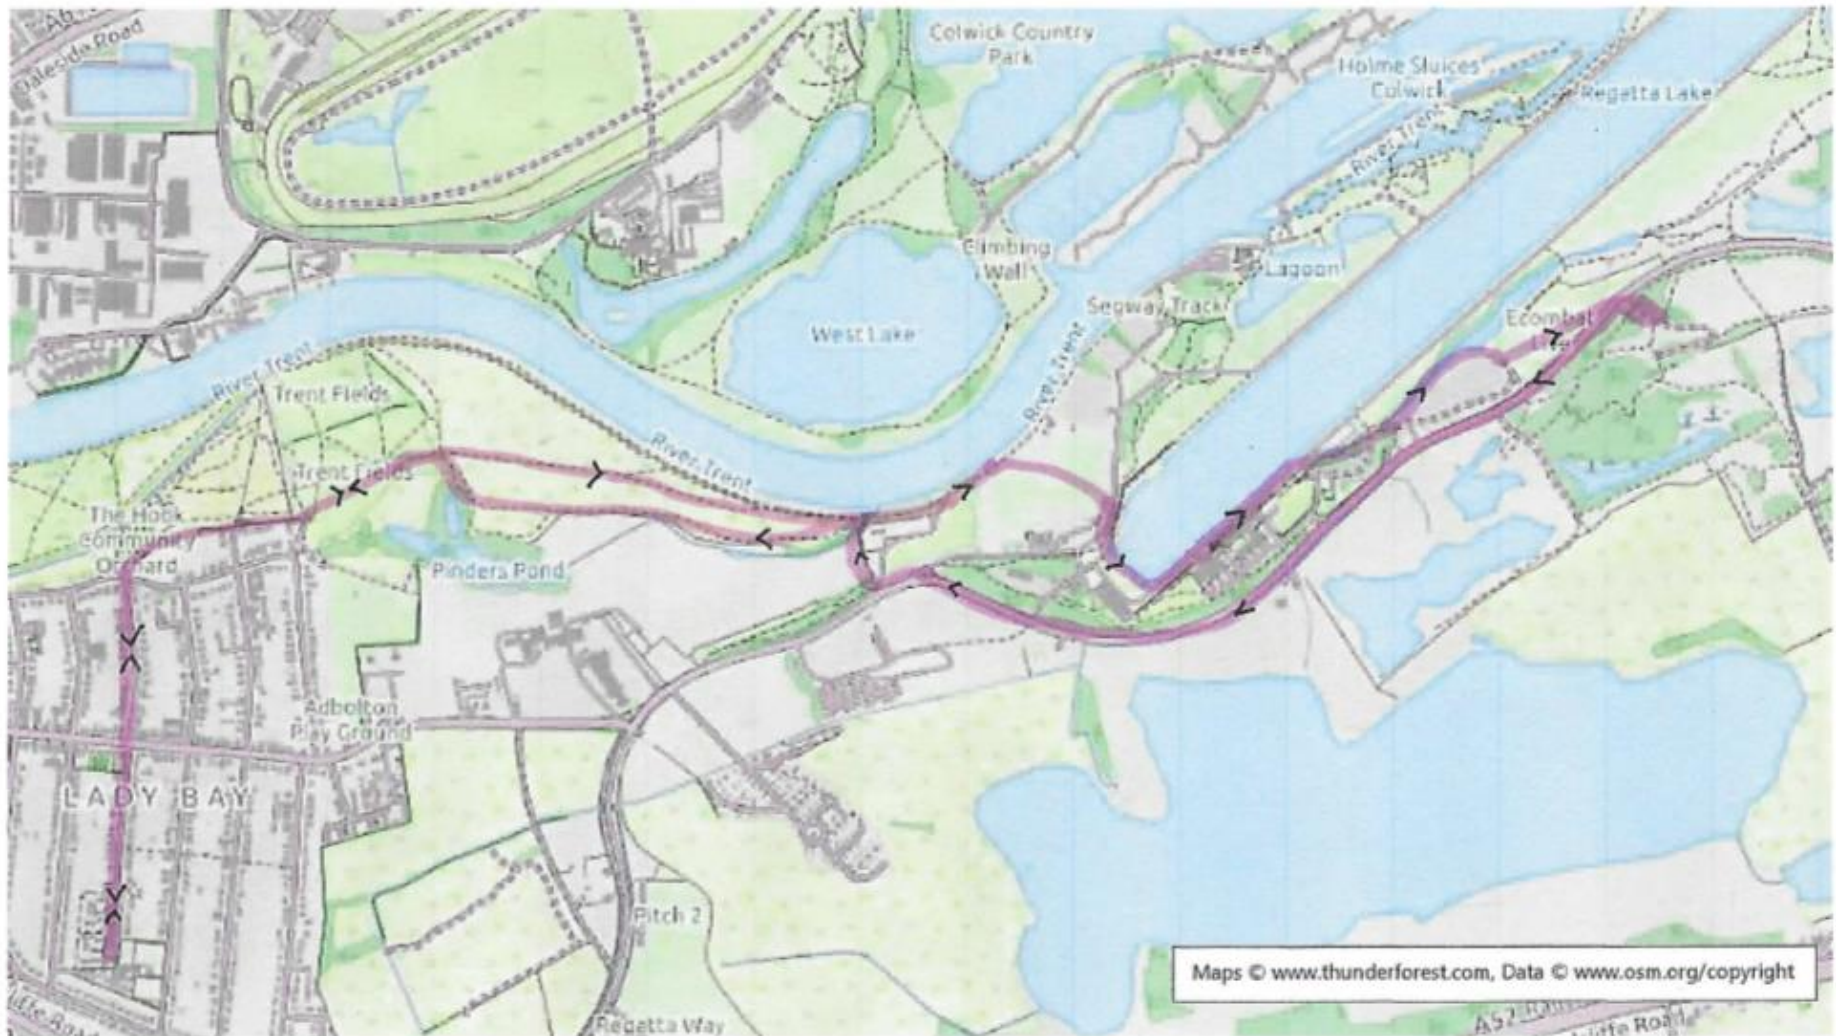 Daleside Road
Colwick Country
Park
Holme Sluices
Colwick
Regatta Lake
River Trent
Climbing
Wall
Lagoon
Segway Track
West Lake
River Trent
River Trent
Trent Fields
Ecombat
River Trent
Trent Fields
The Hook
Community
Orchard
Pinders Pond
Adbolton
Play Ground
LADY BAY
Pitch 2
Maps © www.thunderforest.com, Data © www.osm.org/copyright
A52
Regatta Way